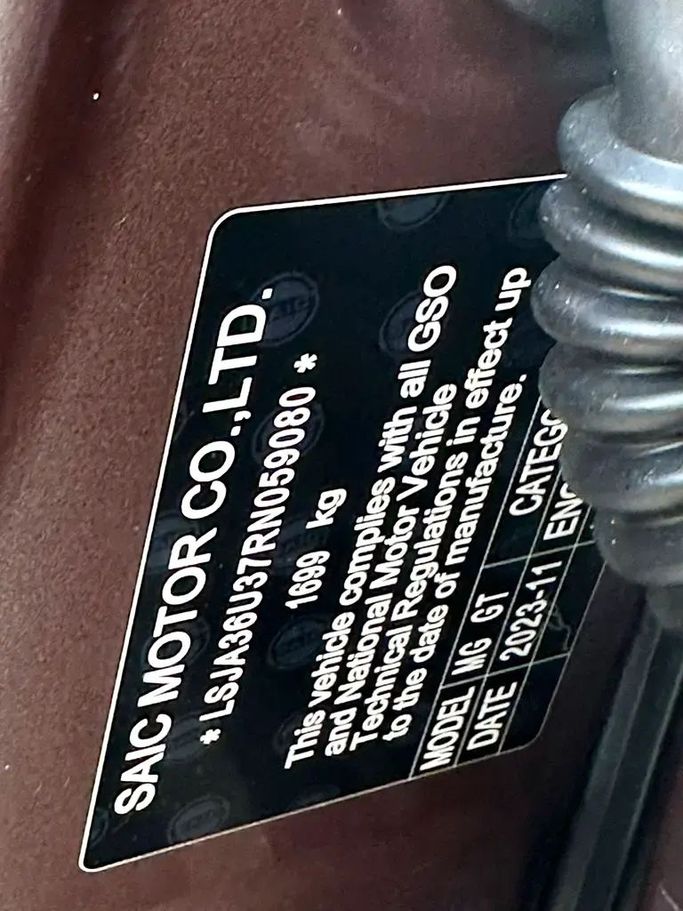 SAIC MOTOR CO.,LTD.
* LSJA36U37RN059080 *
1699 kg
This vehicle complies with all GSO
and National Motor Vehicle
Technical Regulations in effect up
to the date of manufacture.
MODEL MG GT
DATE 2023-11